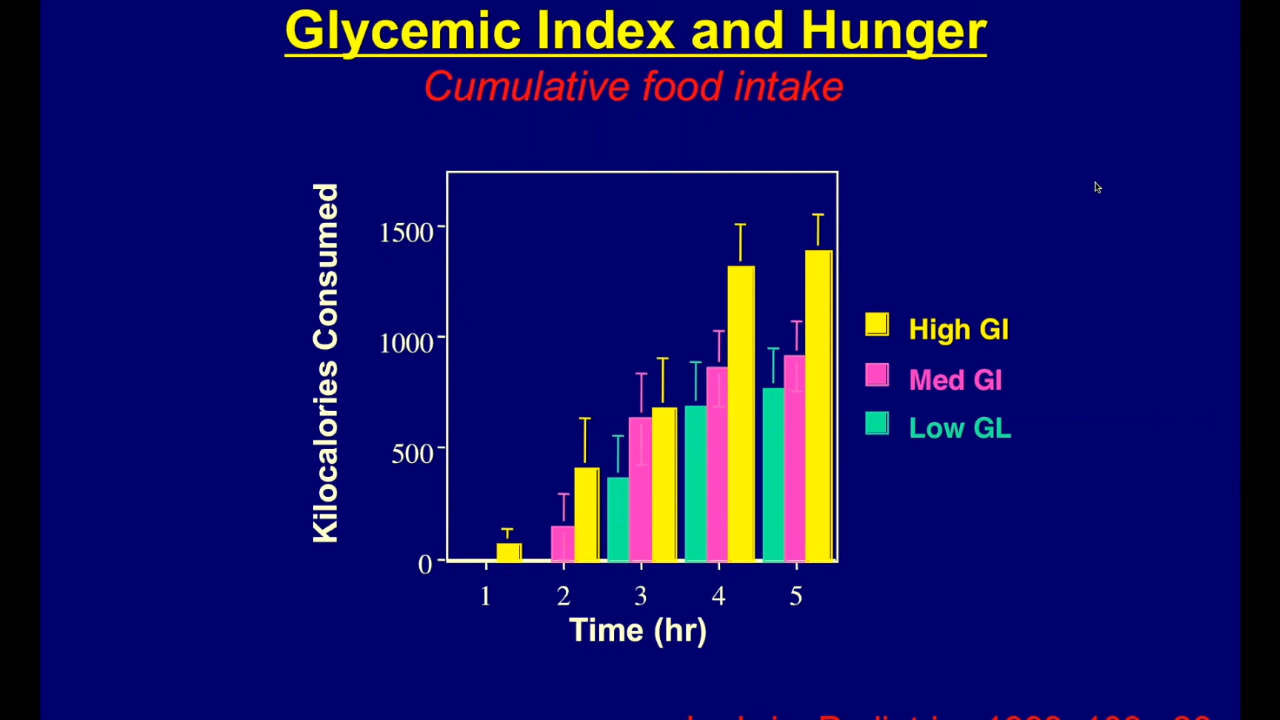 Glycemic Index and Hunger
Cumulative food intake
Kilocalories Consumed
1500
1000
500
0
1 2 3 4 5
Time (hr)
High GI
Med GI
Low GL